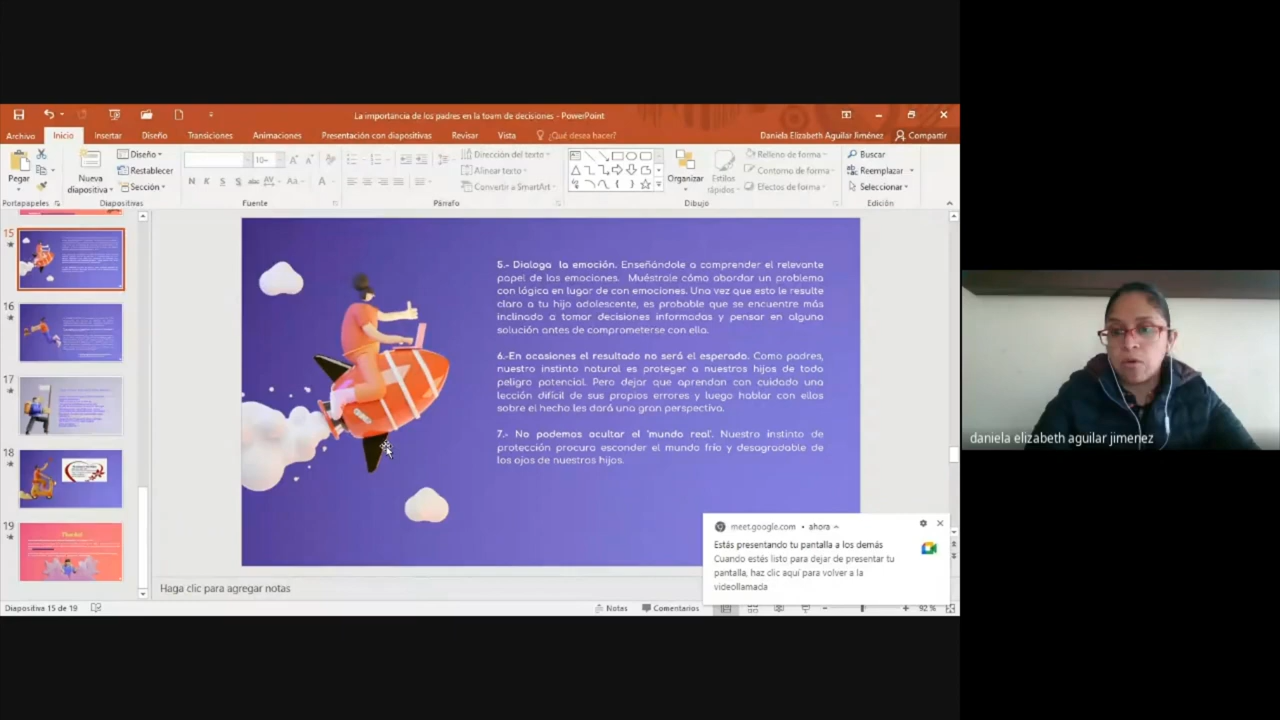 La importancia de los padres en la toam de decisiones - PowerPoint
Archivo Inicio Insertar Diseño Transiciones Animaciones Presentación con diapositivas Revisar Vista ¿Qué desea hacer? Daniela Elizabeth Aguilar Jiménez Compartir
Pegar
Nueva
diapositiva
Diseño
Restablecer
Sección
10
N K S S abc AV Aa A
Dirección del texto
Alinear texto
Convertir a SmartArt
Organizar
Estilos
rápidos
Relleno de forma
Contorno de forma
Efectos de forma
Buscar
Reemplazar
Seleccionar
Portapapeles Diapositivas Fuente Párrafo Dibujo Edición
15
16
17
18
19
5.- Dialoga la emoción. Enseñándole a comprender el relevante
papel de las emociones. Muéstrale cómo abordar un problema
con lógica en lugar de con emociones. Una vez que esto le resulte
claro a tu hijo adolescente, es probable que se encuentre más
inclinado a tomar decisiones informadas y pensar en alguna
solución antes de comprometerse con ella.
6.-En ocasiones el resultado no será el esperado. Como padres,
nuestro instinto natural es proteger a nuestros hijos de todo
peligro potencial. Pero dejar que aprendan con cuidado una
lección difícil de sus propios errores y luego hablar con ellos
sobre el hecho les dará una gran perspectiva.
7.- No podemos ocultar el 'mundo real'. Nuestro instinto de
protección procura esconder el mundo frío y desagradable de
los ojos de nuestros hijos.
meet.google.com • ahora
Estás presentando tu pantalla a los demás
Cuando estés listo para dejar de presentar tu
pantalla, haz clic aquí para volver a la
videollamada
Haga clic para agregar notas
Diapositiva 15 de 19 Notas Comentarios 92 %
daniela elizabeth aguilar jimenez